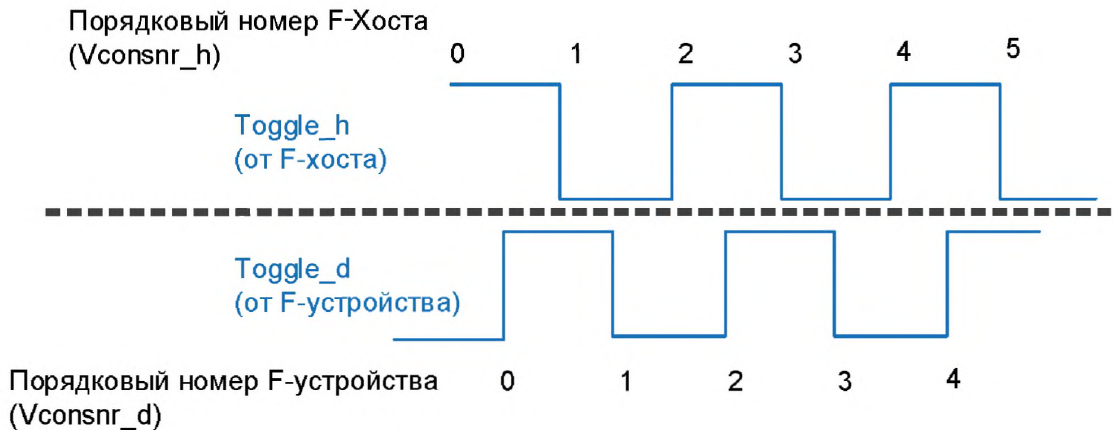 Порядковый номер F-Хоста
(Vconsnr_h)
0 1 2 3 4 5
Toggle_h
(от F-хоста)
Toggle_d
(от F-устройства)
Порядковый номер F-устройства
0 1 2 3 4
(Vconsnr_d)